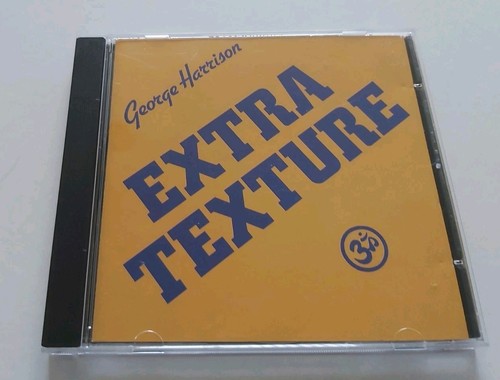 George Harrison
EXTRA
TEXTURE
ॐ